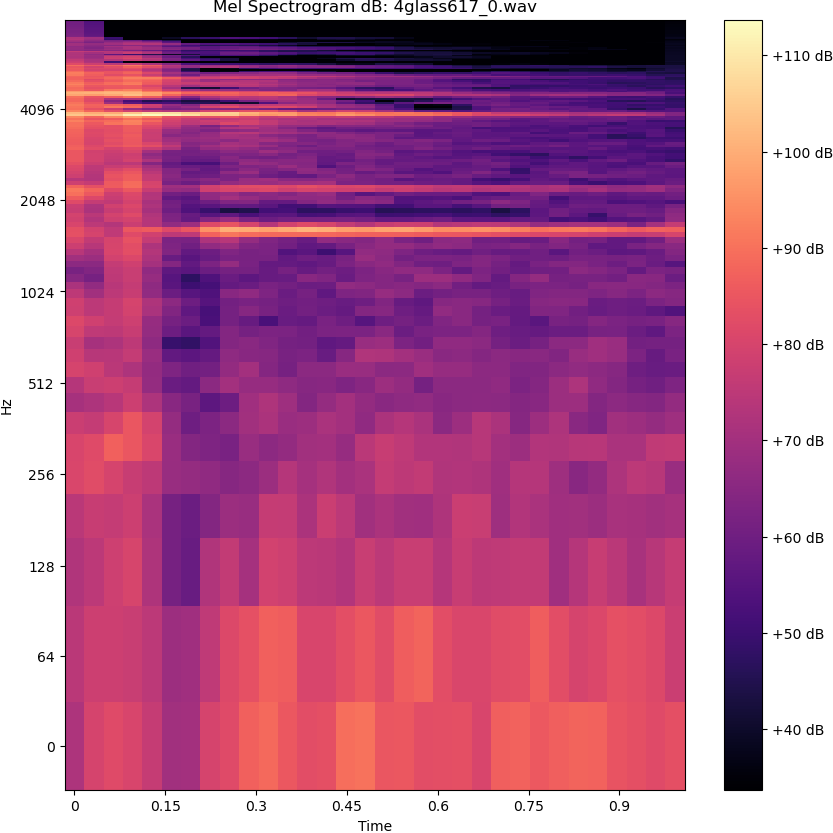 Mel Spectrogram dB: 4glass617_0.wav
+110 dB
+100 dB
+90 dB
+80 dB
+70 dB
+60 dB
+50 dB
+40 dB
4096
2048
1024
512
256
128
64
0
Hz
0 0.15 0.3 0.45 0.6 0.75 0.9
Time